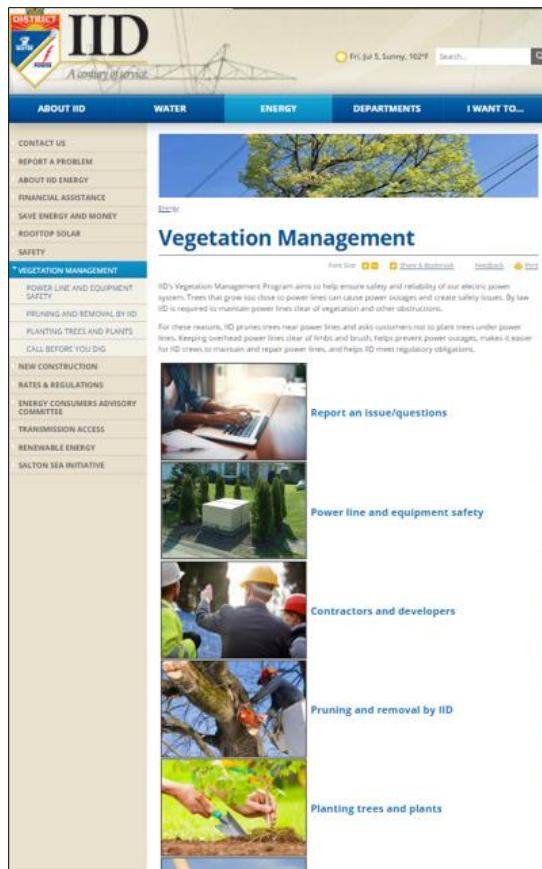 DISTRICT
WATER
POWER
IID
A century of service.
Fri, Jul 5, Sunny, 102°F
Search...
ABOUT IID
WATER
ENERGY
DEPARTMENTS
I WANT TO...
CONTACT US
REPORT A PROBLEM
ABOUT IID ENERGY
FINANCIAL ASSISTANCE
SAVE ENERGY AND MONEY
ROOFTOP SOLAR
SAFETY
VEGETATION MANAGEMENT
POWER LINE AND EQUIPMENT
SAFETY
PRUNING AND REMOVAL BY IID
PLANTING TREES AND PLANTS
CALL BEFORE YOU DIG
NEW CONSTRUCTION
RATES & REGULATIONS
ENERGY CONSUMERS ADVISORY
COMMITTEE
TRANSMISSION ACCESS
RENEWABLE ENERGY
SALTON SEA INITIATIVE
Energy
Vegetation Management
Font Size:
Share & Bookmark
Feedback
Print
IID's Vegetation Management Program aims to help ensure safety and reliability of our electric power
system. Trees that grow too close to power lines can cause power outages and create safety issues. By law
IID is required to maintain power lines clear of vegetation and other obstructions.
For these reasons, IID prunes trees near power lines and asks customers not to plant trees under power
lines. Keeping overhead power lines clear of limbs and brush, helps prevent power outages, makes it easier
for IID crews to maintain and repair power lines, and helps IID meet regulatory obligations.
Report an issue/questions
Power line and equipment safety
Contractors and developers
Pruning and removal by IID
Planting trees and plants